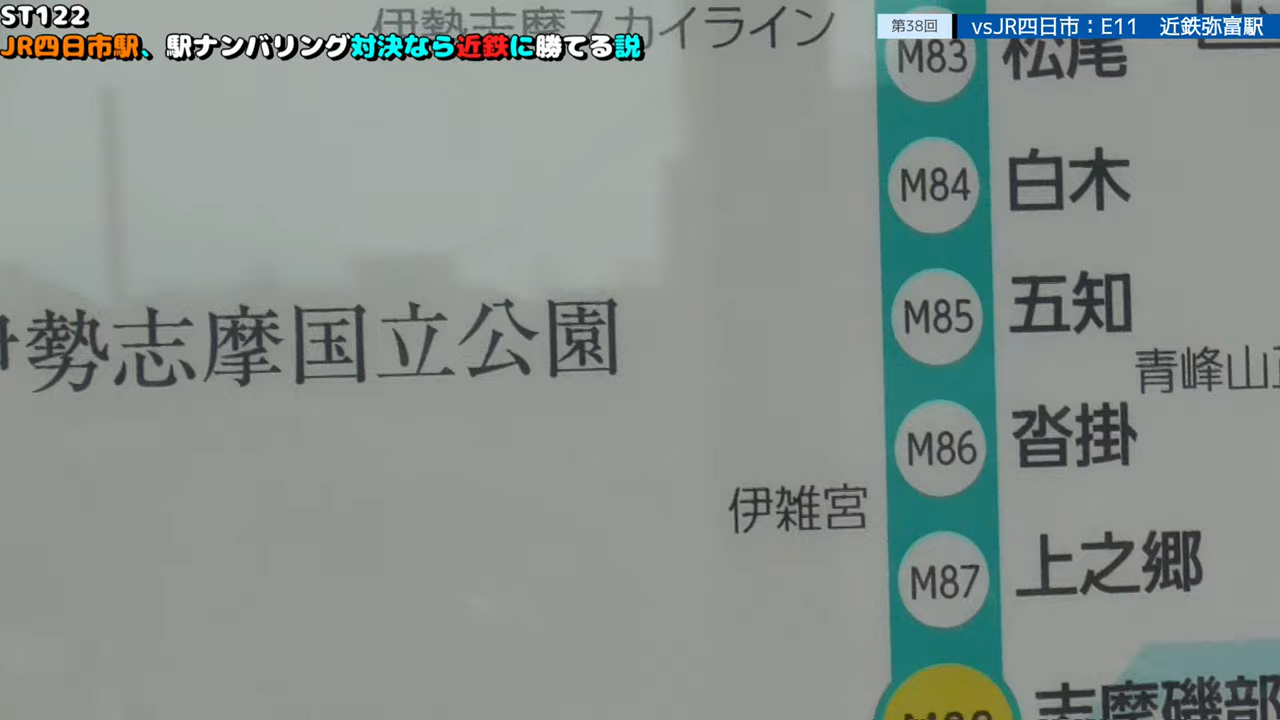 ST122
JR四日市駅、駅ナンバリング対決なら近鉄に勝てる説
第38回 vsJR四日市：E11 近鉄弥富駅
伊勢志摩スカイライン
M83 松尾
M84 白木
M85 五知
伊勢志摩国立公園
青峰山
M86 沓掛
伊雑宮
M87 上之郷
志摩磯部